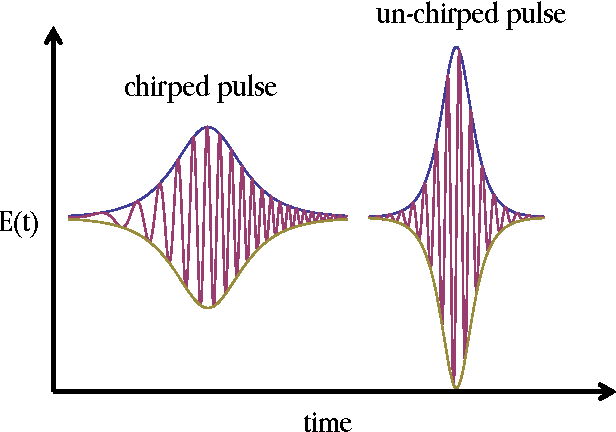 un-chirped pulse
chirped pulse
E(t)
time